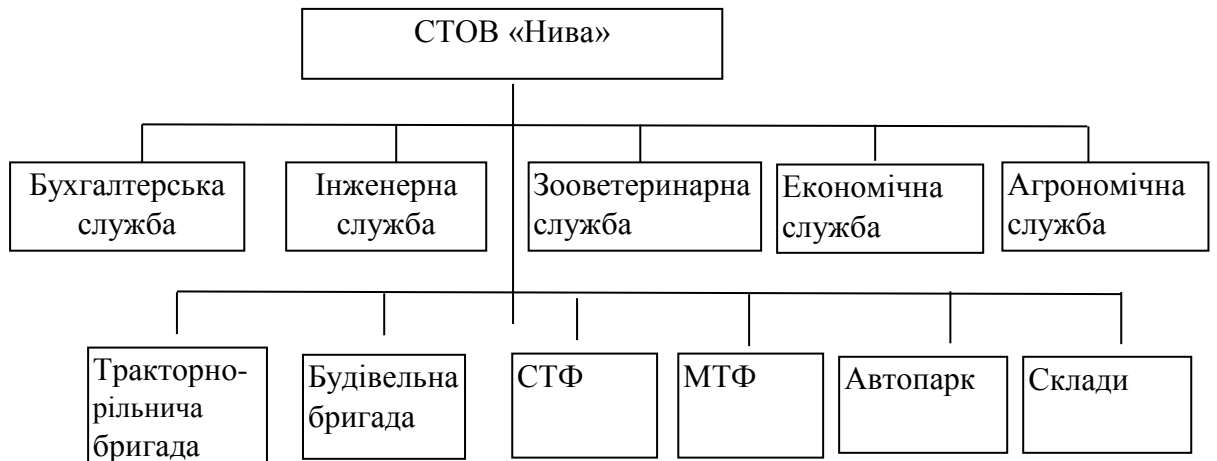 СТОВ «Нива»
Бухгалтерська
служба
Інженерна
служба
Зооветеринарна
служба
Економічна
служба
Агрономічна
служба
Тракторно-
рільнича
бригада
Будівельна
бригада
СТФ
МТФ
Автопарк
Склади